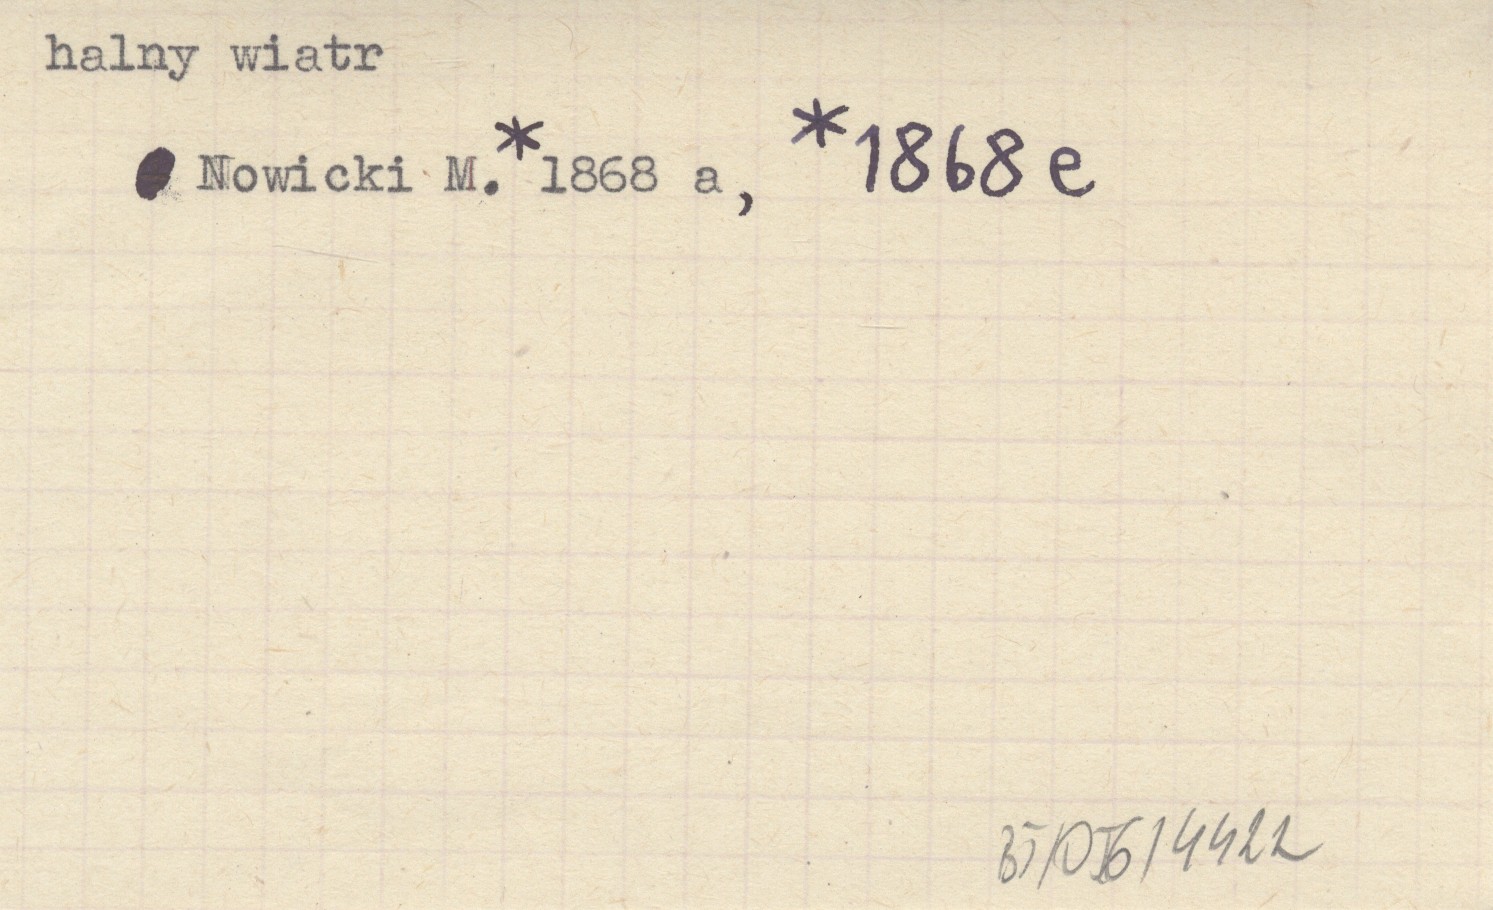 halny wiatr
Nowicki M.*1868 a, *1868 e